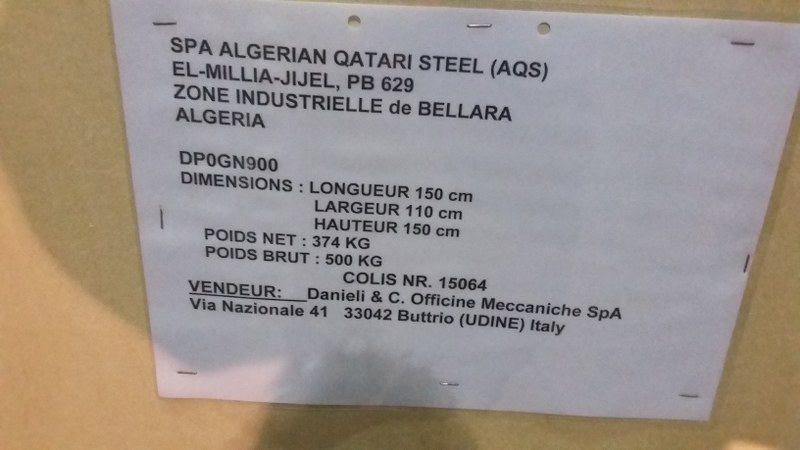 SPA ALGERIAN QATARI STEEL (AQS)
EL-MILLIA-JIJEL, PB 629
ZONE INDUSTRIELLE de BELLARA
ALGERIA
DP0GN900
DIMENSIONS : LONGUEUR 150 cm
LARGEUR 110 cm
HAUTEUR 150 cm
POIDS NET : 374 KG
POIDS BRUT : 500 KG
COLIS NR. 15064
VENDEUR: Danieli & C. Officine Meccaniche SpA
Via Nazionale 41 33042 Buttrio (UDINE) Italy